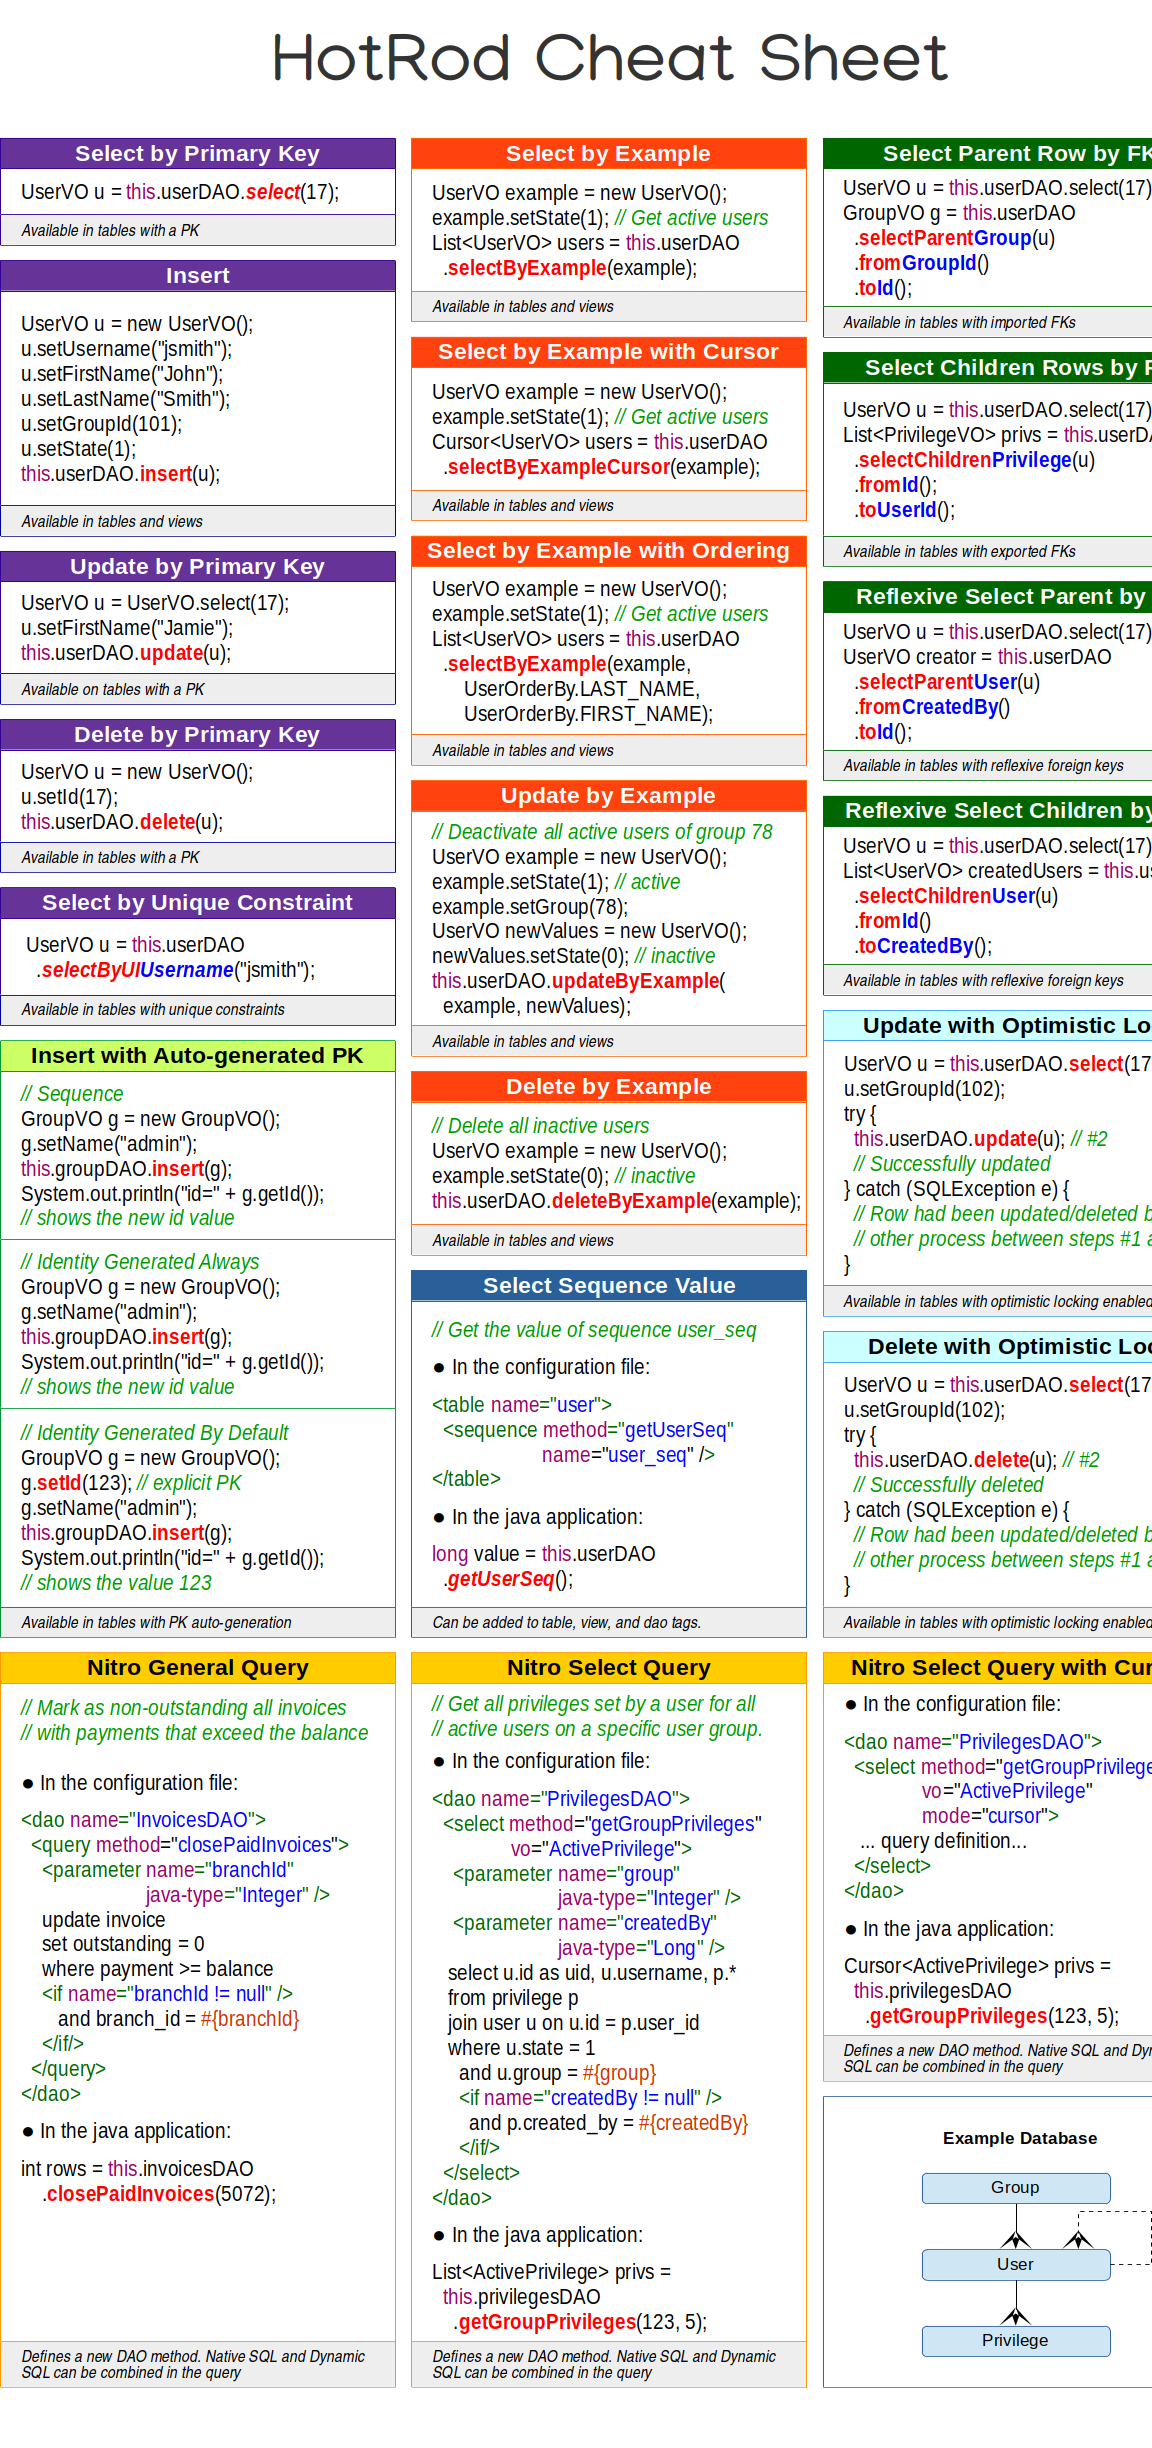 HotRod Cheat Sheet
Select by Primary Key
UserVO u = this.userDAO.select(17);
Available in tables with a PK
Insert
UserVO u = new UserVO();
u.setUsername("jsmith");
u.setFirstName("John");
u.setLastName("Smith");
u.setGroupId(101);
u.setState(1);
this.userDAO.insert(u);
Available in tables and views
Update by Primary Key
UserVO u = UserVO.select(17);
u.setFirstName("Jamie");
this.userDAO.update(u);
Available on tables with a PK
Delete by Primary Key
UserVO u = new UserVO();
u.setId(17);
this.userDAO.delete(u);
Available in tables with a PK
Select by Unique Constraint
UserVO u = this.userDAO
.selectByUIUsername("jsmith");
Available in tables with unique constraints
Insert with Auto-generated PK
// Sequence
GroupVO g = new GroupVO();
g.setName("admin");
this.groupDAO.insert(g);
System.out.println("id=" + g.getId());
// shows the new id value
// Identity Generated Always
GroupVO g = new GroupVO();
g.setName("admin");
this.groupDAO.insert(g);
System.out.println("id=" + g.getId());
// shows the new id value
// Identity Generated By Default
GroupVO g = new GroupVO();
g.setId(123); // explicit PK
g.setName("admin");
this.groupDAO.insert(g);
System.out.println("id=" + g.getId());
// shows the value 123
Available in tables with PK auto-generation
Nitro General Query
// Mark as non-outstanding all invoices
// with payments that exceed the balance
● In the configuration file:
<dao name="InvoicesDAO">
<query method="closePaidInvoices">
<parameter name="branchId"
java-type="Integer" />
update invoice
set outstanding = 0
where payment >= balance
<if name="branchId != null" />
and branch_id = #{branchId}
</if/>
</query>
</dao>
● In the java application:
int rows = this.invoicesDAO
.closePaidInvoices(5072);
Defines a new DAO method. Native SQL and Dynamic
SQL can be combined in the query
Select by Example
UserVO example = new UserVO();
example.setState(1); // Get active users
List<UserVO> users = this.userDAO
.selectByExample(example);
Available in tables and views
Select by Example with Cursor
UserVO example = new UserVO();
example.setState(1); // Get active users
Cursor<UserVO> users = this.userDAO
.selectByExampleCursor(example);
Available in tables and views
Select by Example with Ordering
UserVO example = new UserVO();
example.setState(1); // Get active users
List<UserVO> users = this.userDAO
.selectByExample(example,
UserOrderBy.LAST_NAME,
UserOrderBy.FIRST_NAME);
Available in tables and views
Update by Example
// Deactivate all active users of group 78
UserVO example = new UserVO();
example.setState(1); // active
example.setGroup(78);
UserVO newValues = new UserVO();
newValues.setState(0); // inactive
this.userDAO.updateByExample(
example, newValues);
Available in tables and views
Delete by Example
// Delete all inactive users
UserVO example = new UserVO();
example.setState(0); // inactive
this.userDAO.deleteByExample(example);
Available in tables and views
Select Sequence Value
// Get the value of sequence user_seq
● In the configuration file:
<table name="user">
<sequence method="getUserSeq"
name="user_seq" />
</table>
● In the java application:
long value = this.userDAO
.getUserSeq();
Can be added to table, view, and dao tags.
Nitro Select Query
// Get all privileges set by a user for all
// active users on a specific user group.
● In the configuration file:
<dao name="PrivilegesDAO">
<select method="getGroupPrivileges"
vo="ActivePrivilege">
<parameter name="group"
java-type="Integer" />
<parameter name="createdBy"
java-type="Long" />
select u.id as uid, u.username, p.*
from privilege p
join user u on u.id = p.user_id
where u.state = 1
and u.group = #{group}
<if name="createdBy != null" />
and p.created_by = #{createdBy}
</if/>
</select>
</dao>
● In the java application:
List<ActivePrivilege> privs =
this.privilegesDAO
.getGroupPrivileges(123, 5);
Defines a new DAO method. Native SQL and Dynamic
SQL can be combined in the query
Select Parent Row by FK
UserVO u = this.userDAO.select(17)
GroupVO g = this.userDAO
.selectParentGroup(u)
.fromGroupId()
.toId();
Available in tables with imported FKs
Select Children Rows by
UserVO u = this.userDAO.select(17)
List<PrivilegeVO> privs = this.userDA
.selectChildrenPrivilege(u)
.fromId();
.toUserId();
Available in tables with exported FKs
Reflexive Select Parent by
UserVO u = this.userDAO.select(17)
UserVO creator = this.userDAO
.selectParentUser(u)
.fromCreatedBy()
.toId();
Available in tables with reflexive foreign keys
Reflexive Select Children by
UserVO u = this.userDAO.select(17)
List<UserVO> createdUsers = this.us
.selectChildrenUser(u)
.fromId()
.toCreatedBy();
Available in tables with reflexive foreign keys
Update with Optimistic Lo
UserVO u = this.userDAO.select(17
u.setGroupId(102);
try {
this.userDAO.update(u); // #2
// Successfully updated
} catch (SQLException e) {
// Row had been updated/deleted b
// other process between steps #1 a
}
Available in tables with optimistic locking enabled
Delete with Optimistic Loc
UserVO u = this.userDAO.select(17
u.setGroupId(102);
try {
this.userDAO.delete(u); // #2
// Successfully deleted
} catch (SQLException e) {
// Row had been updated/deleted b
// other process between steps #1 a
}
Available in tables with optimistic locking enabled
Nitro Select Query with Cur
● In the configuration file:
<dao name="PrivilegesDAO">
<select method="getGroupPrivilege
vo="ActivePrivilege"
mode="cursor">
... query definition...
</select>
</dao>
● In the java application:
Cursor<ActivePrivilege> privs =
this.privilegesDAO
.getGroupPrivileges(123, 5);
Defines a new DAO method. Native SQL and Dyn
SQL can be combined in the query
Example Database
Group
User
Privilege